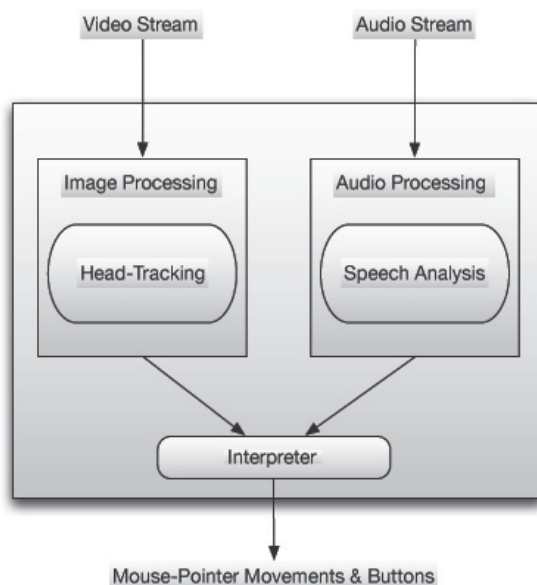 Video Stream
Audio Stream
Image Processing
Audio Processing
Head-Tracking
Speech Analysis
Interpreter
Mouse-Pointer Movements & Buttons